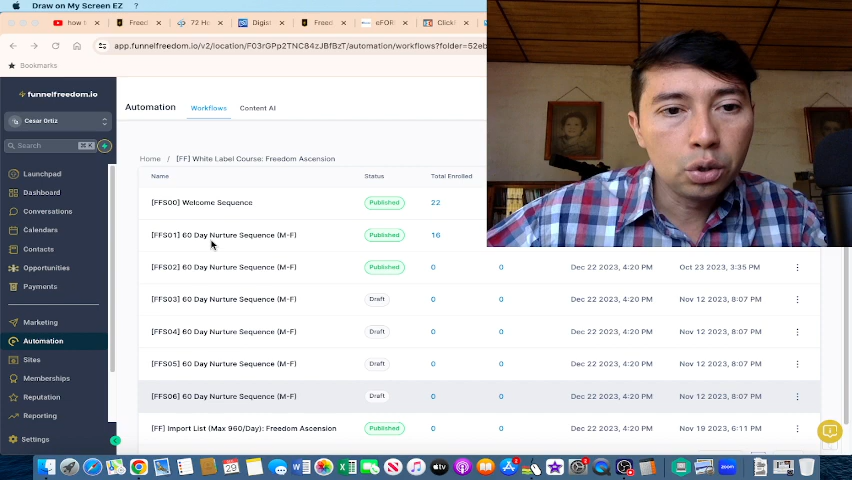 Draw on My Screen EZ ?
how t
Freed
72 Ho
Digist
Freed
eFOR
ClickF
app.funnelfreedom.io/v2/location/F03rGPp2TNC84zJBfBzT/automation/workflows?folder=52eb
Bookmarks
funnelfreedom.io
Automation Workflows Content AI
Cesar Ortiz
Search ⌘ K
Home / [FF] White Label Course: Freedom Ascension
Name Status Total Enrolled
Launchpad
Dashboard
Conversations
Calendars
Contacts
Opportunities
Payments
Marketing
Automation
Sites
Memberships
Reputation
Reporting
Settings
[FFS00] Welcome Sequence Published 22
[FFS01] 60 Day Nurture Sequence (M-F) Published 16
[FFS02] 60 Day Nurture Sequence (M-F) Published 0 0 Dec 22 2023, 4:20 PM Oct 23 2023, 3:35 PM
[FFS03] 60 Day Nurture Sequence (M-F) Draft 0 0 Dec 22 2023, 4:20 PM Nov 12 2023, 8:07 PM
[FFS04] 60 Day Nurture Sequence (M-F) Draft 0 0 Dec 22 2023, 4:20 PM Nov 12 2023, 8:07 PM
[FFS05] 60 Day Nurture Sequence (M-F) Draft 0 0 Dec 22 2023, 4:20 PM Nov 12 2023, 8:07 PM
[FFS06] 60 Day Nurture Sequence (M-F) Draft 0 0 Dec 22 2023, 4:20 PM Nov 12 2023, 8:07 PM
[FF] Import List (Max 960/Day): Freedom Ascension Published 0 0 Dec 22 2023, 4:20 PM Nov 19 2023, 6:11 PM
29
tv
zoom